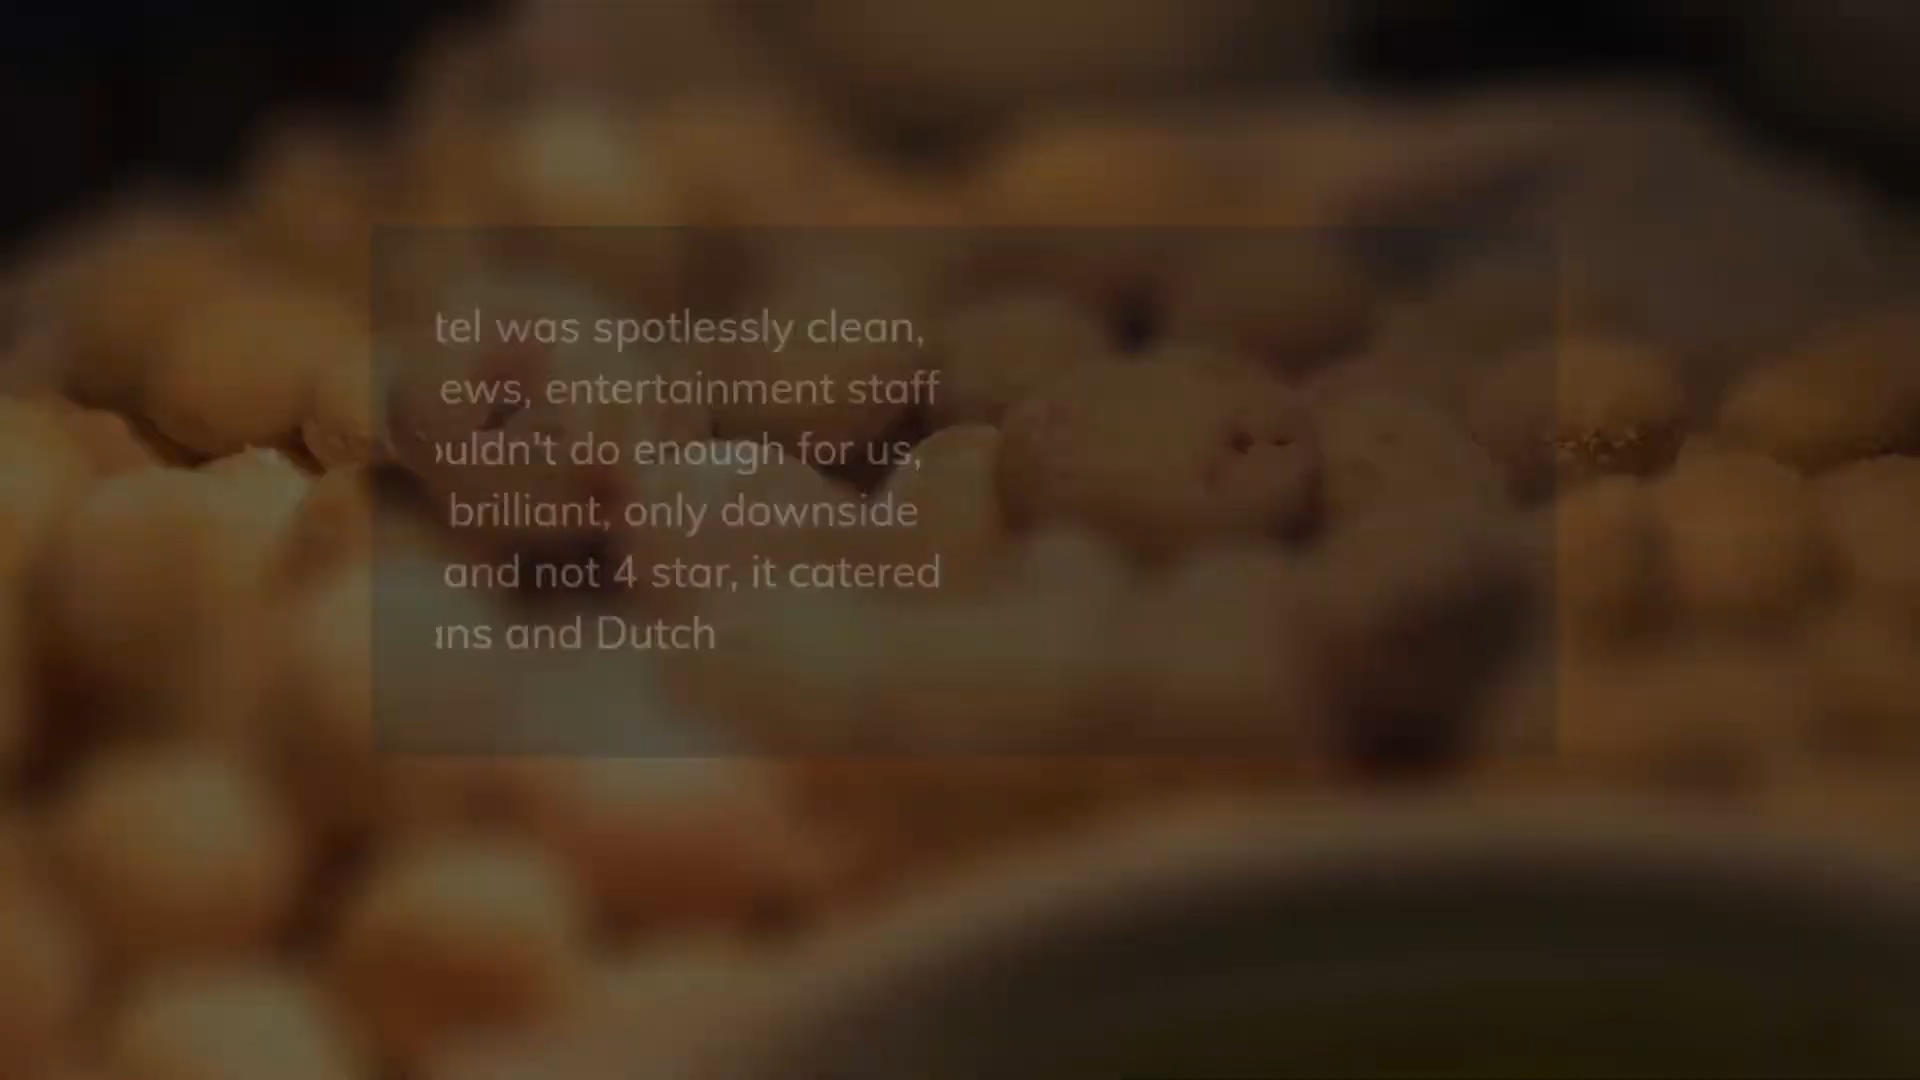 tel was spotlessly clean,
ews, entertainment staff
uldn't do enough for us,
brilliant, only downside
and not 4 star, it catered
ns and Dutch